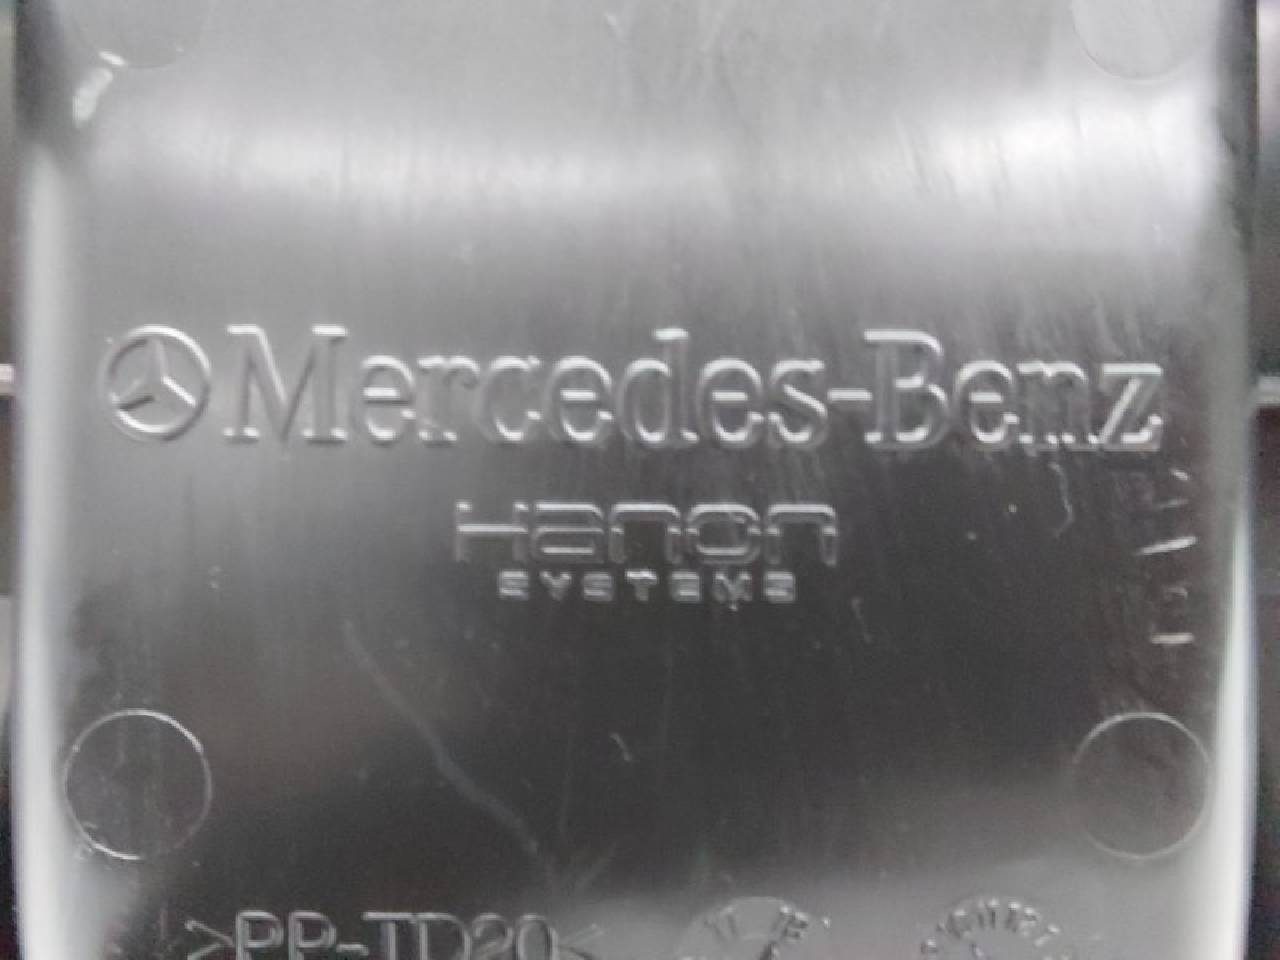 Mercedes-Benz
Hanon
SYSTEMS
>PP-TD20<